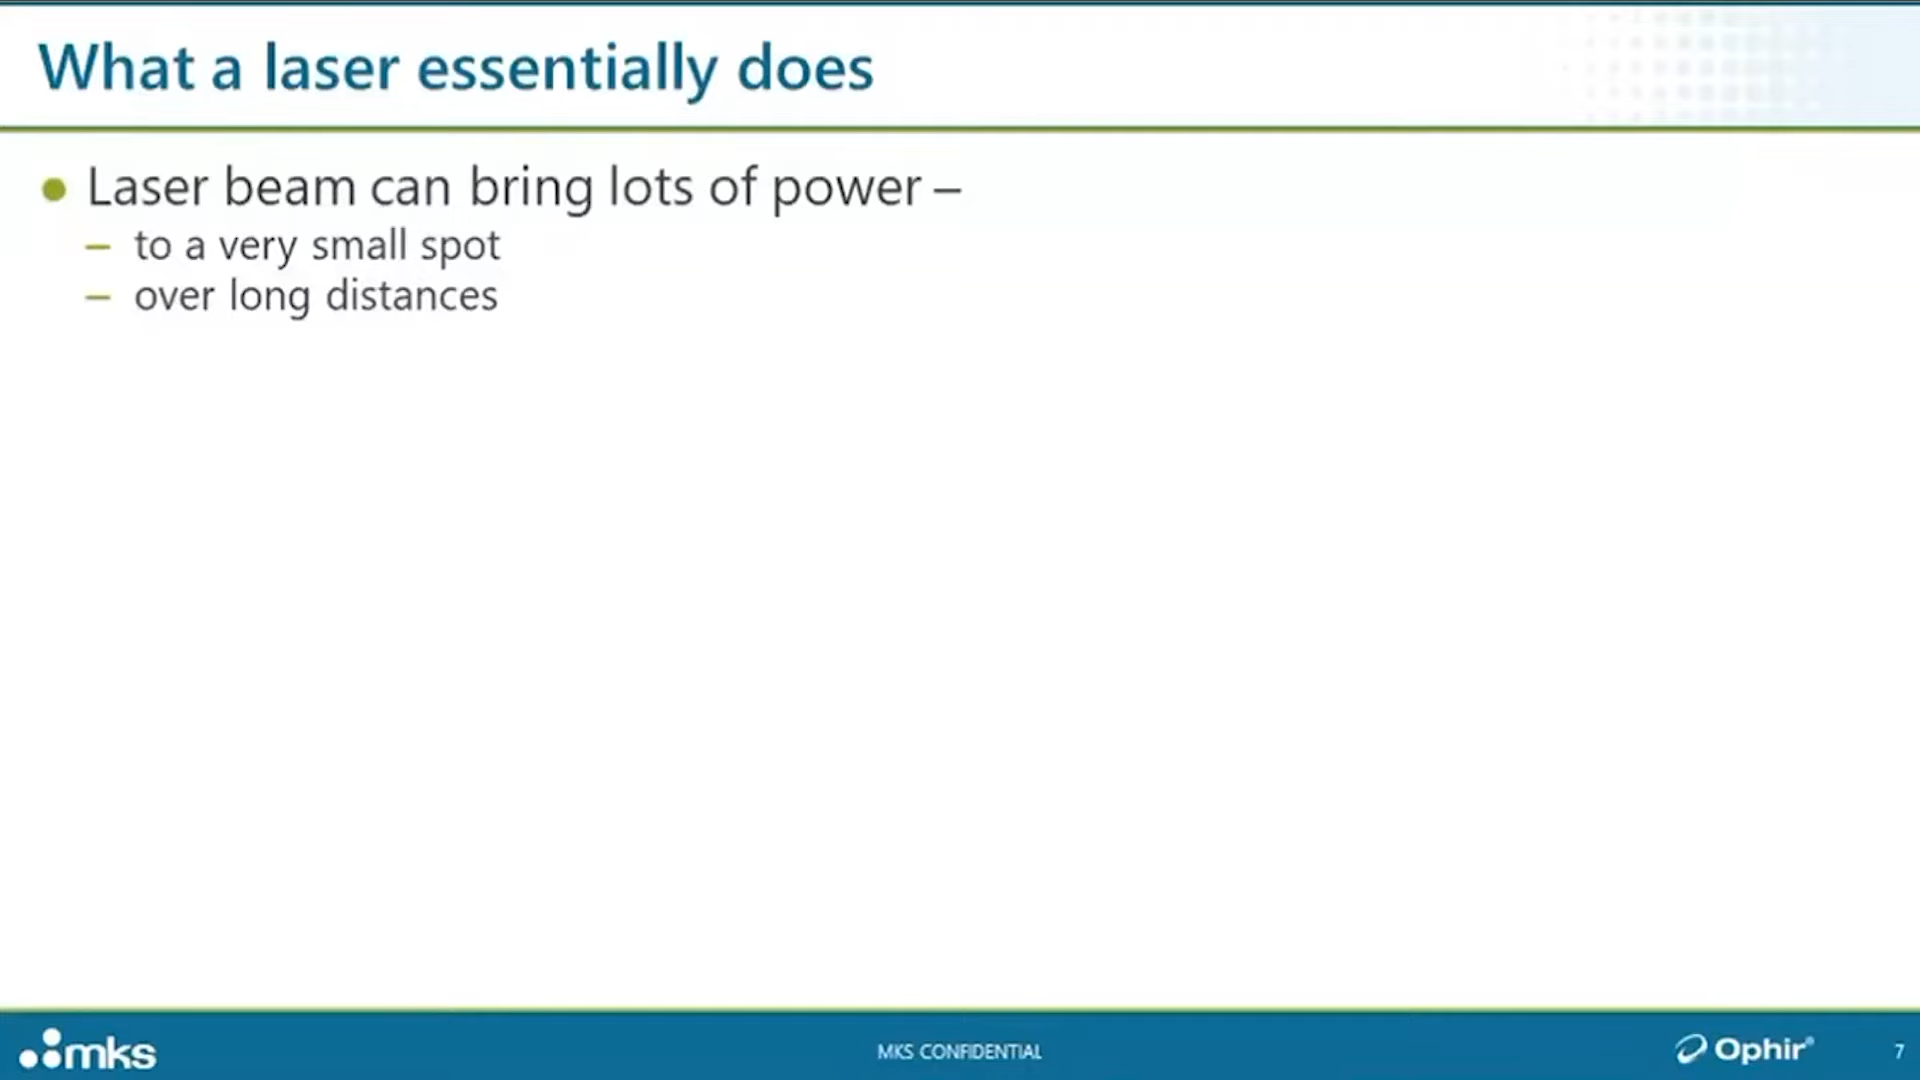 What a laser essentially does
Laser beam can bring lots of power –
– to a very small spot
– over long distances
mks
MKS CONFIDENTIAL
Ophir®
7